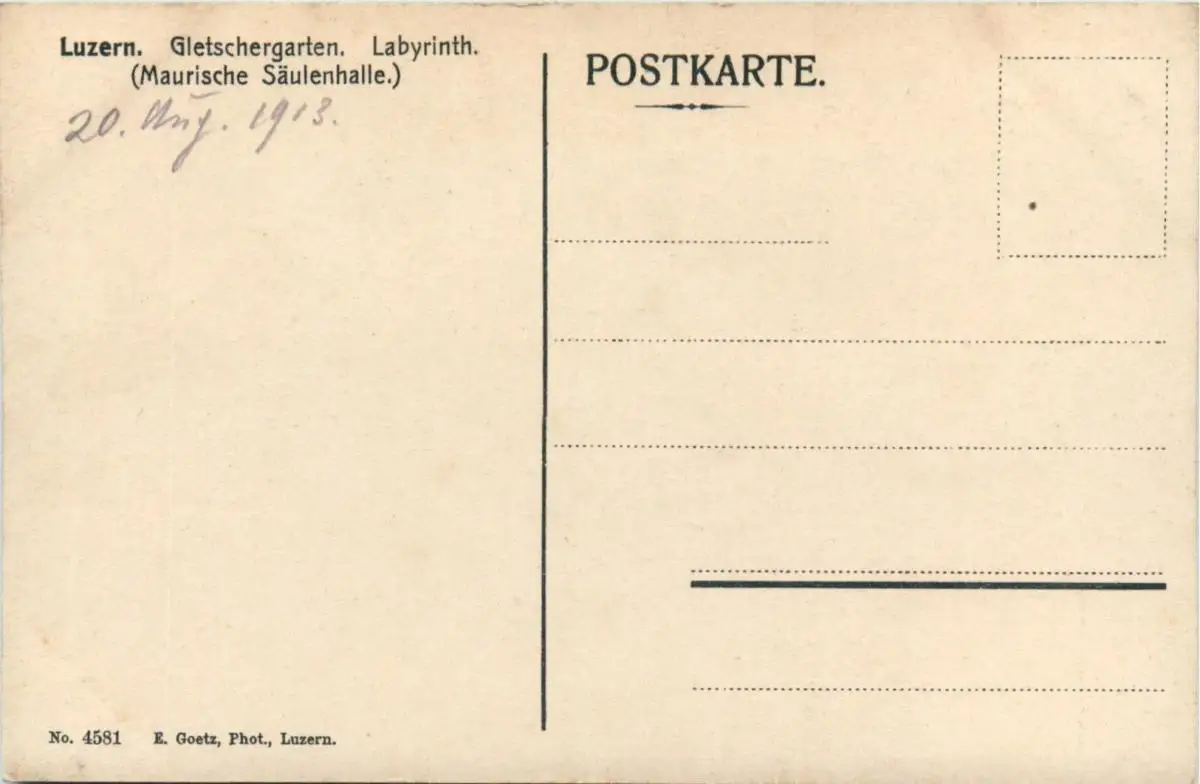 Luzern. Gletschergarten. Labyrinth.
(Maurische Säulenhalle.)
20. Aug. 1913.
POSTKARTE.
No. 4581 E. Goetz, Phot., Luzern.